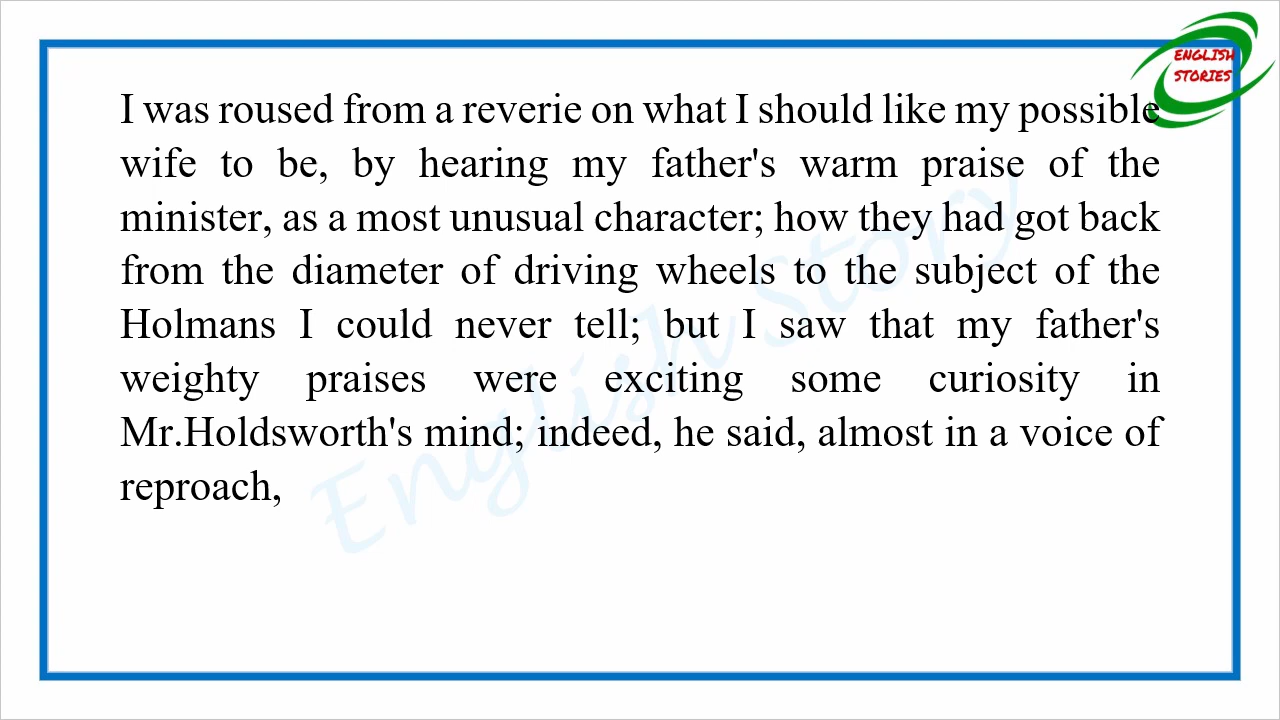 ENGLISH
STORIES
I was roused from a reverie on what I should like my possible
wife to be, by hearing my father's warm praise of the
minister, as a most unusual character; how they had got back
from the diameter of driving wheels to the subject of the
Holmans I could never tell; but I saw that my father's
weighty praises were exciting some curiosity in
Mr.Holdsworth's mind; indeed, he said, almost in a voice of
reproach,
English Story